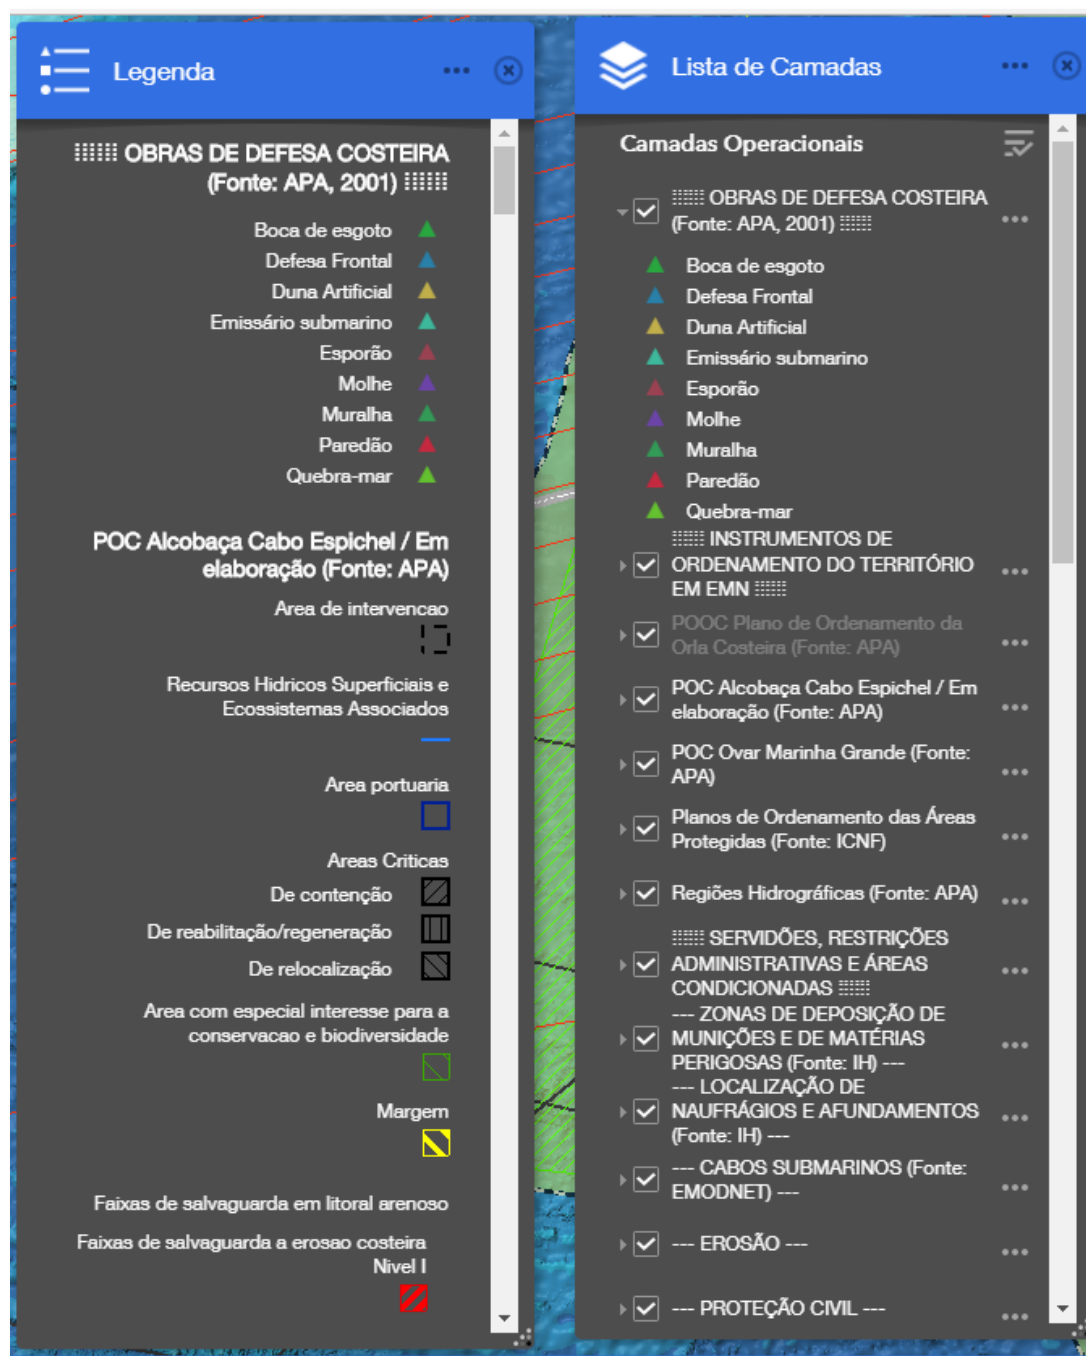 Legenda
OBRAS DE DEFESA COSTEIRA
(Fonte: APA, 2001)
Boca de esgoto
Defesa Frontal
Duna Artificial
Emissário submarino
Esporão
Molhe
Muralha
Paredão
Quebra-mar
POC Alcobaça Cabo Espichel / Em
elaboração (Fonte: APA)
Area de intervencao
Recursos Hidricos Superficiais e
Ecossistemas Associados
Area portuaria
Areas Criticas
De contenção
De reabilitação/regeneração
De relocalização
Area com especial interesse para a
conservacao e biodiversidade
Margem
Faixas de salvaguarda em litoral arenoso
Faixas de salvaguarda a erosao costeira
Nivel I
Lista de Camadas
Camadas Operacionais
OBRAS DE DEFESA COSTEIRA
(Fonte: APA, 2001)
Boca de esgoto
Defesa Frontal
Duna Artificial
Emissário submarino
Esporão
Molhe
Muralha
Paredão
Quebra-mar
INSTRUMENTOS DE
ORDENAMENTO DO TERRITÓRIO
EM EMN
POOC Plano de Ordenamento da
Orla Costeira (Fonte: APA)
POC Alcobaça Cabo Espichel / Em
elaboração (Fonte: APA)
POC Ovar Marinha Grande (Fonte:
APA)
Planos de Ordenamento das Áreas
Protegidas (Fonte: ICNF)
Regiões Hidrográficas (Fonte: APA)
SERVIDÕES, RESTRIÇÕES
ADMINISTRATIVAS E ÁREAS
CONDICIONADAS
--- ZONAS DE DEPOSIÇÃO DE
MUNIÇÕES E DE MATÉRIAS
PERIGOSAS (Fonte: IH) ---
--- LOCALIZAÇÃO DE
NAUFRÁGIOS E AFUNDAMENTOS
(Fonte: IH) ---
--- CABOS SUBMARINOS (Fonte:
EMODNET) ---
--- EROSÃO ---
--- PROTEÇÃO CIVIL ---